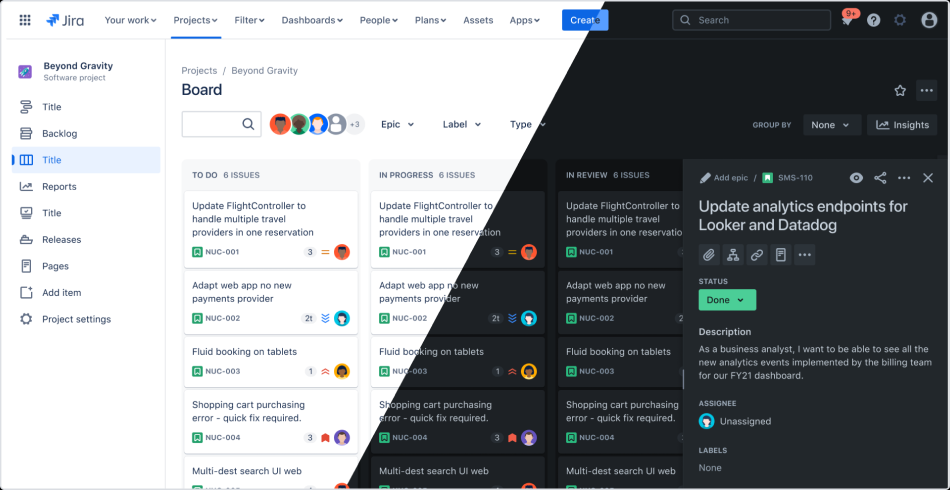 Jira
Your work
Projects
Filter
Dashboards
People
Plans
Assets
Apps
Create
Search
9+
Beyond Gravity
Software project
Title
Backlog
Title
Reports
Title
Releases
Pages
Add item
Project settings
Projects / Beyond Gravity
Board
+3
Epic
Label
Type
GROUP BY
None
Insights
TO DO 6 ISSUES
Update FlightController to
handle multiple travel
providers in one reservation
NUC-001
3
Adapt web app no new
payments provider
NUC-002
2t
Fluid booking on tablets
NUC-003
1
Shopping cart purchasing
error - quick fix required.
NUC-004
3
Multi-dest search UI web
IN PROGRESS 6 ISSUES
Update FlightController to
handle multiple travel
providers in one reservation
NUC-001
3
Adapt web app no new
payments provider
NUC-002
2t
Fluid booking on tablets
NUC-003
1
Shopping cart purchasing
error - quick fix required.
NUC-004
3
Multi-dest search UI web
IN REVIEW 6 ISSUES
Update FlightController to
handle multiple travel
providers in one
NUC-001
Adapt web app no new
payments provider
NUC-002
2
Fluid booking on tablets
NUC-003
Shopping cart purchasing
error - quick fix required.
NUC-004
Multi-dest search UI web
Add epic / SMS-110
Update analytics endpoints for
Looker and Datadog
STATUS
Done
Description
As a business analyst, I want to be able to see all the
new analytics events implemented by the billing team
for our FY21 dashboard.
ASSIGNEE
Unassigned
LABELS
None